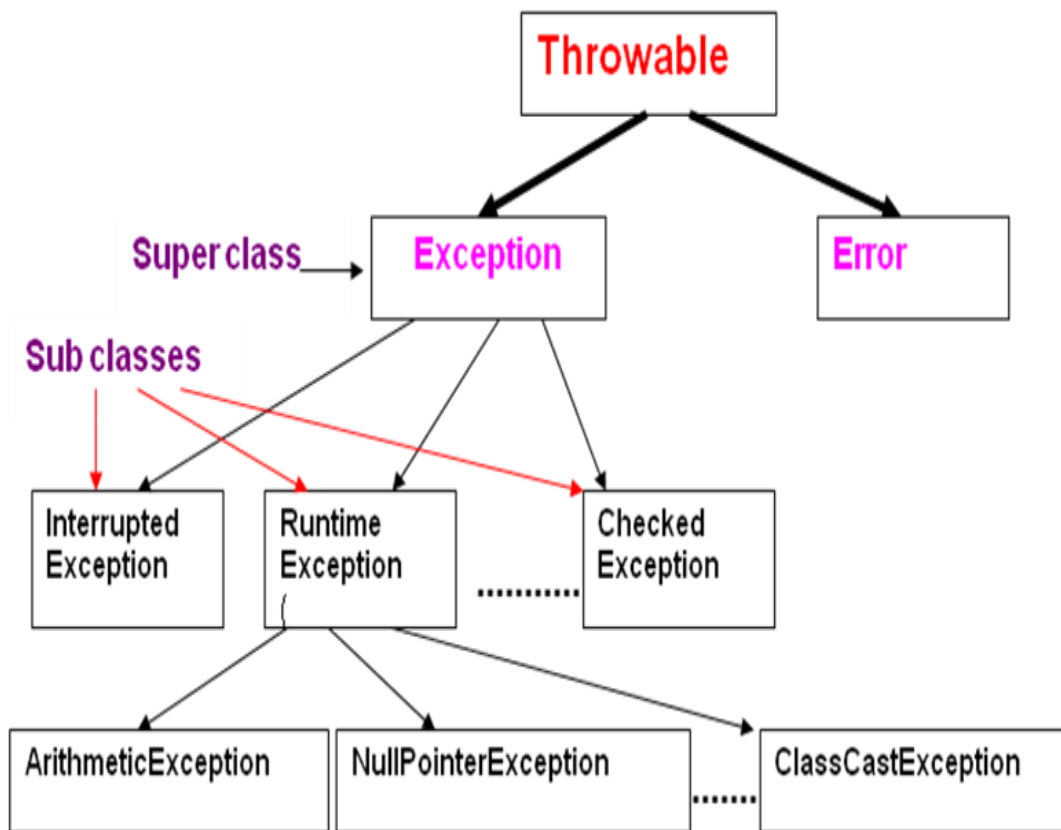 Throwable
Super class
Exception
Error
Sub classes
Interrupted
Exception
Runtime
Exception
Checked
Exception
ArithmeticException
NullPointerException
ClassCastException